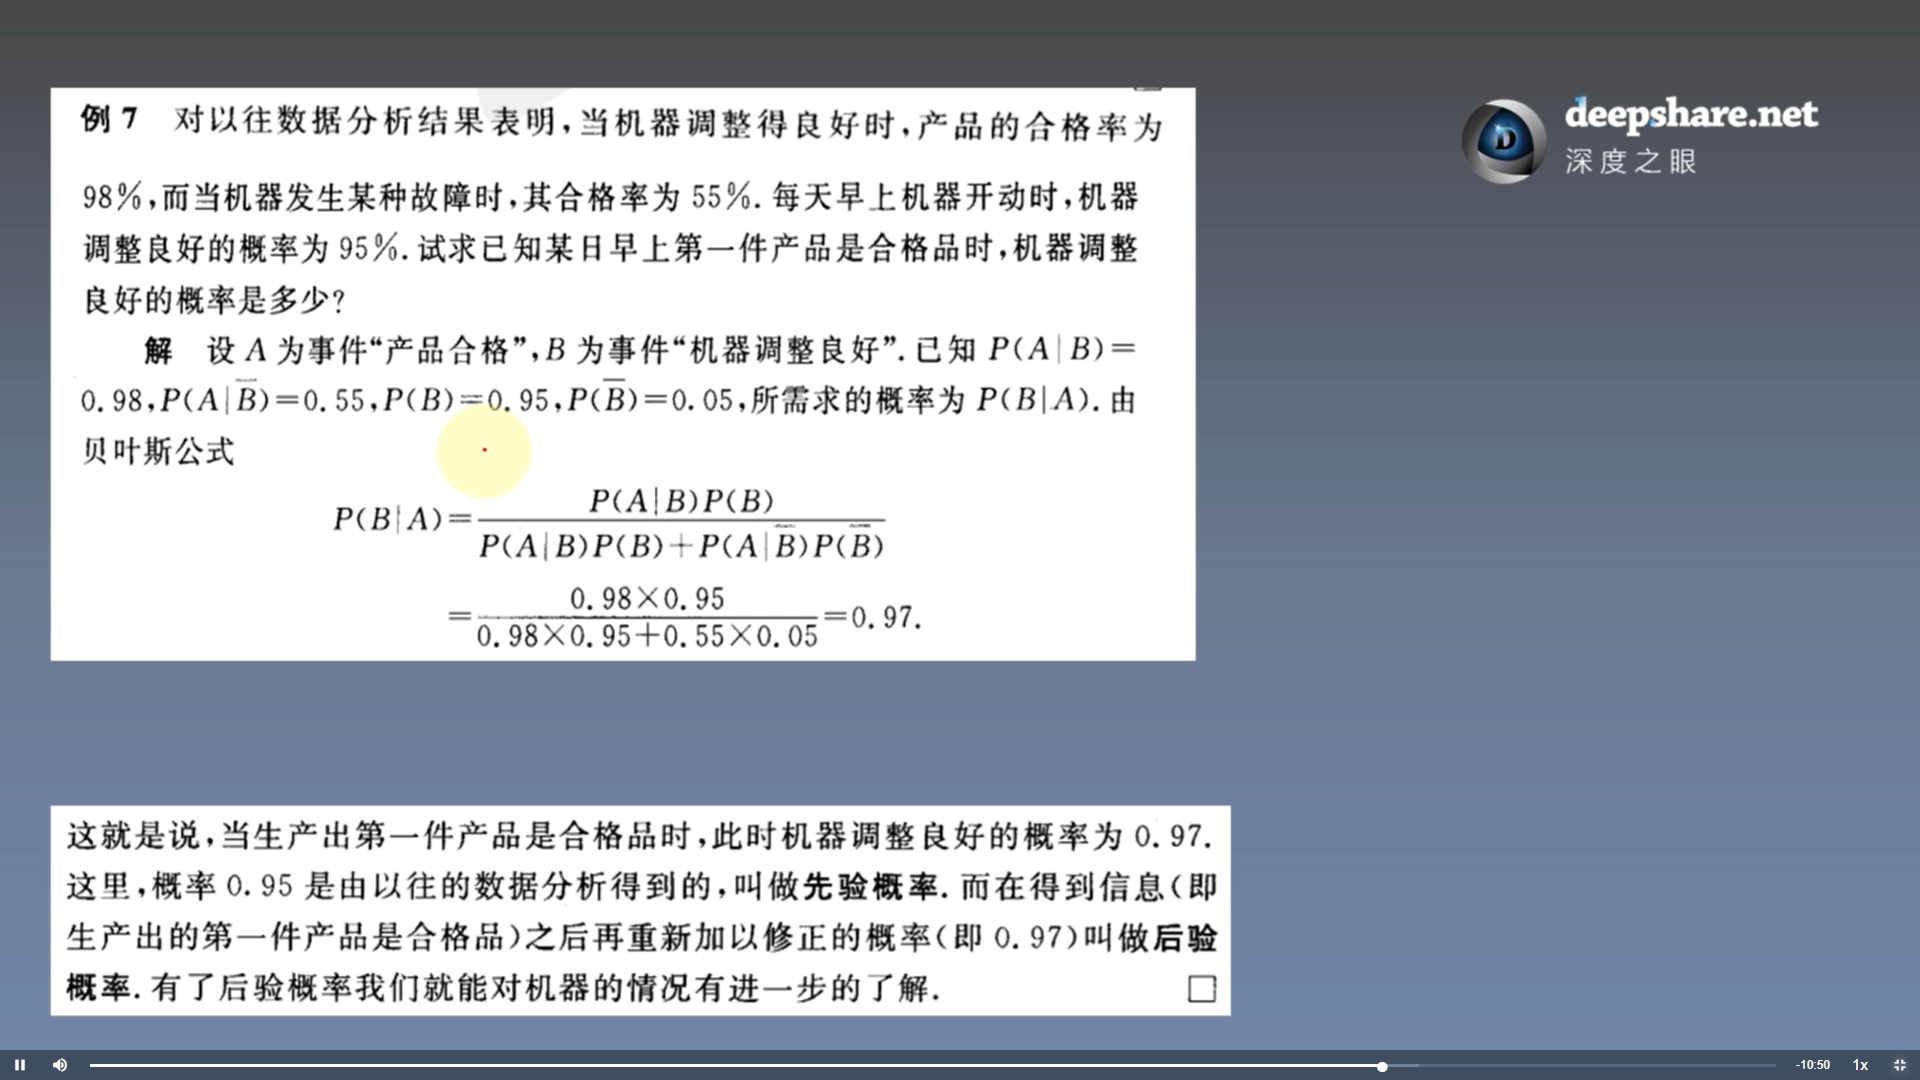 例7 对以往数据分析结果表明,当机器调整得良好时,产品的合格率为
98%,而当机器发生某种故障时,其合格率为 55%.每天早上机器开动时,机器
调整良好的概率为 95%.试求已知某日早上第一件产品是合格品时,机器调整
良好的概率是多少?
解 设 A 为事件“产品合格”,B 为事件“机器调整良好”.已知 P(A|B)=
0.98,P(A|B̅)=0.55,P(B)=0.95,P(B̅)=0.05,所需求的概率为 P(B|A).由
贝叶斯公式
P(A|B)P(B)
P(B|A)=
P(A|B)P(B)+P(A|B̅)P(B̅)
0.98×0.95
=
0.98×0.95+0.55×0.05
=0.97.
这就是说,当生产出第一件产品是合格品时,此时机器调整良好的概率为 0.97.
这里,概率 0.95 是由以往的数据分析得到的,叫做先验概率.而在得到信息(即
生产出的第一件产品是合格品)之后再重新加以修正的概率(即 0.97)叫做后验
概率.有了后验概率我们就能对机器的情况有进一步的了解.
deepshare.net
深度之眼
D
-10:50
1x